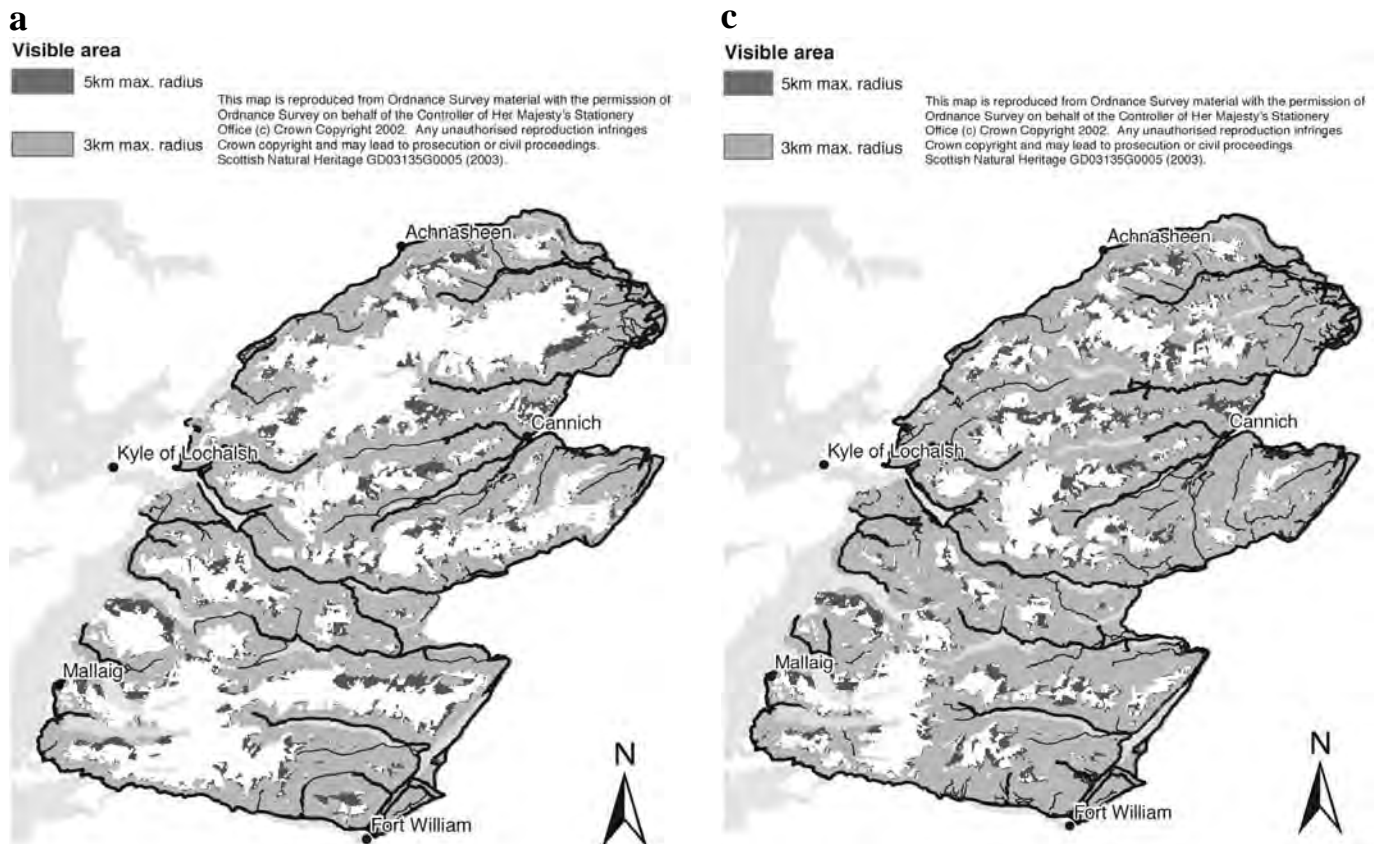 a
Visible area
5km max. radius
3km max. radius
This map is reproduced from Ordnance Survey material with the permission of
Ordnance Survey on behalf of the Controller of Her Majesty's Stationery
Office (c) Crown Copyright 2002. Any unauthorised reproduction infringes
Crown copyright and may lead to prosecution or civil proceedings.
Scottish Natural Heritage GD03135G0005 (2003).
Achnasheen
Cannich
Kyle of Lochalsh
Mallaig
Fort William
N
c
Visible area
5km max. radius
3km max. radius
This map is reproduced from Ordnance Survey material with the permission of
Ordnance Survey on behalf of the Controller of Her Majesty's Stationery
Office (c) Crown Copyright 2002. Any unauthorised reproduction infringes
Crown copyright and may lead to prosecution or civil proceedings.
Scottish Natural Heritage GD03135G0005 (2003).
Achnasheen
Cannich
Kyle of Lochalsh
Mallaig
Fort William
N